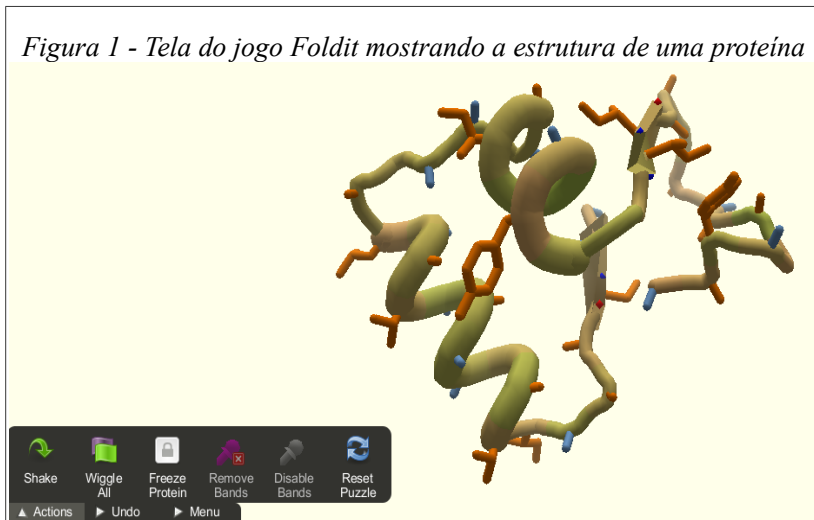 Figura 1 - Tela do jogo Foldit mostrando a estrutura de uma proteína
Shake
Wiggle All
Freeze Protein
Remove Bands
Disable Bands
Reset Puzzle
▲ Actions ▶ Undo ▶ Menu